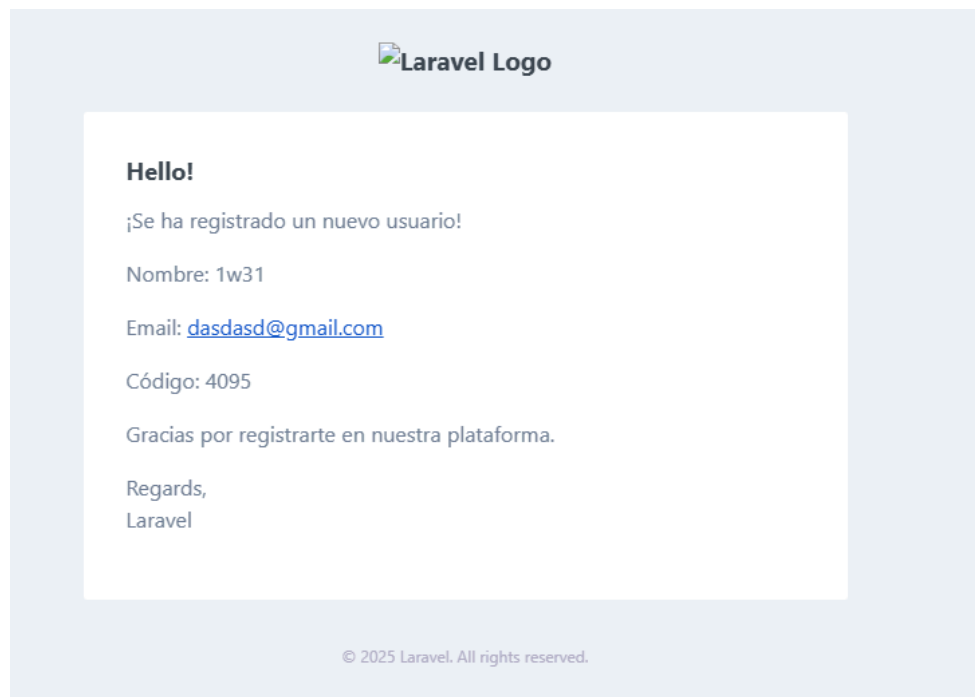 Laravel Logo
Hello!
¡Se ha registrado un nuevo usuario!
Nombre: 1w31
Email: dasdasd@gmail.com
Código: 4095
Gracias por registrarte en nuestra plataforma.
Regards,
Laravel
© 2025 Laravel. All rights reserved.